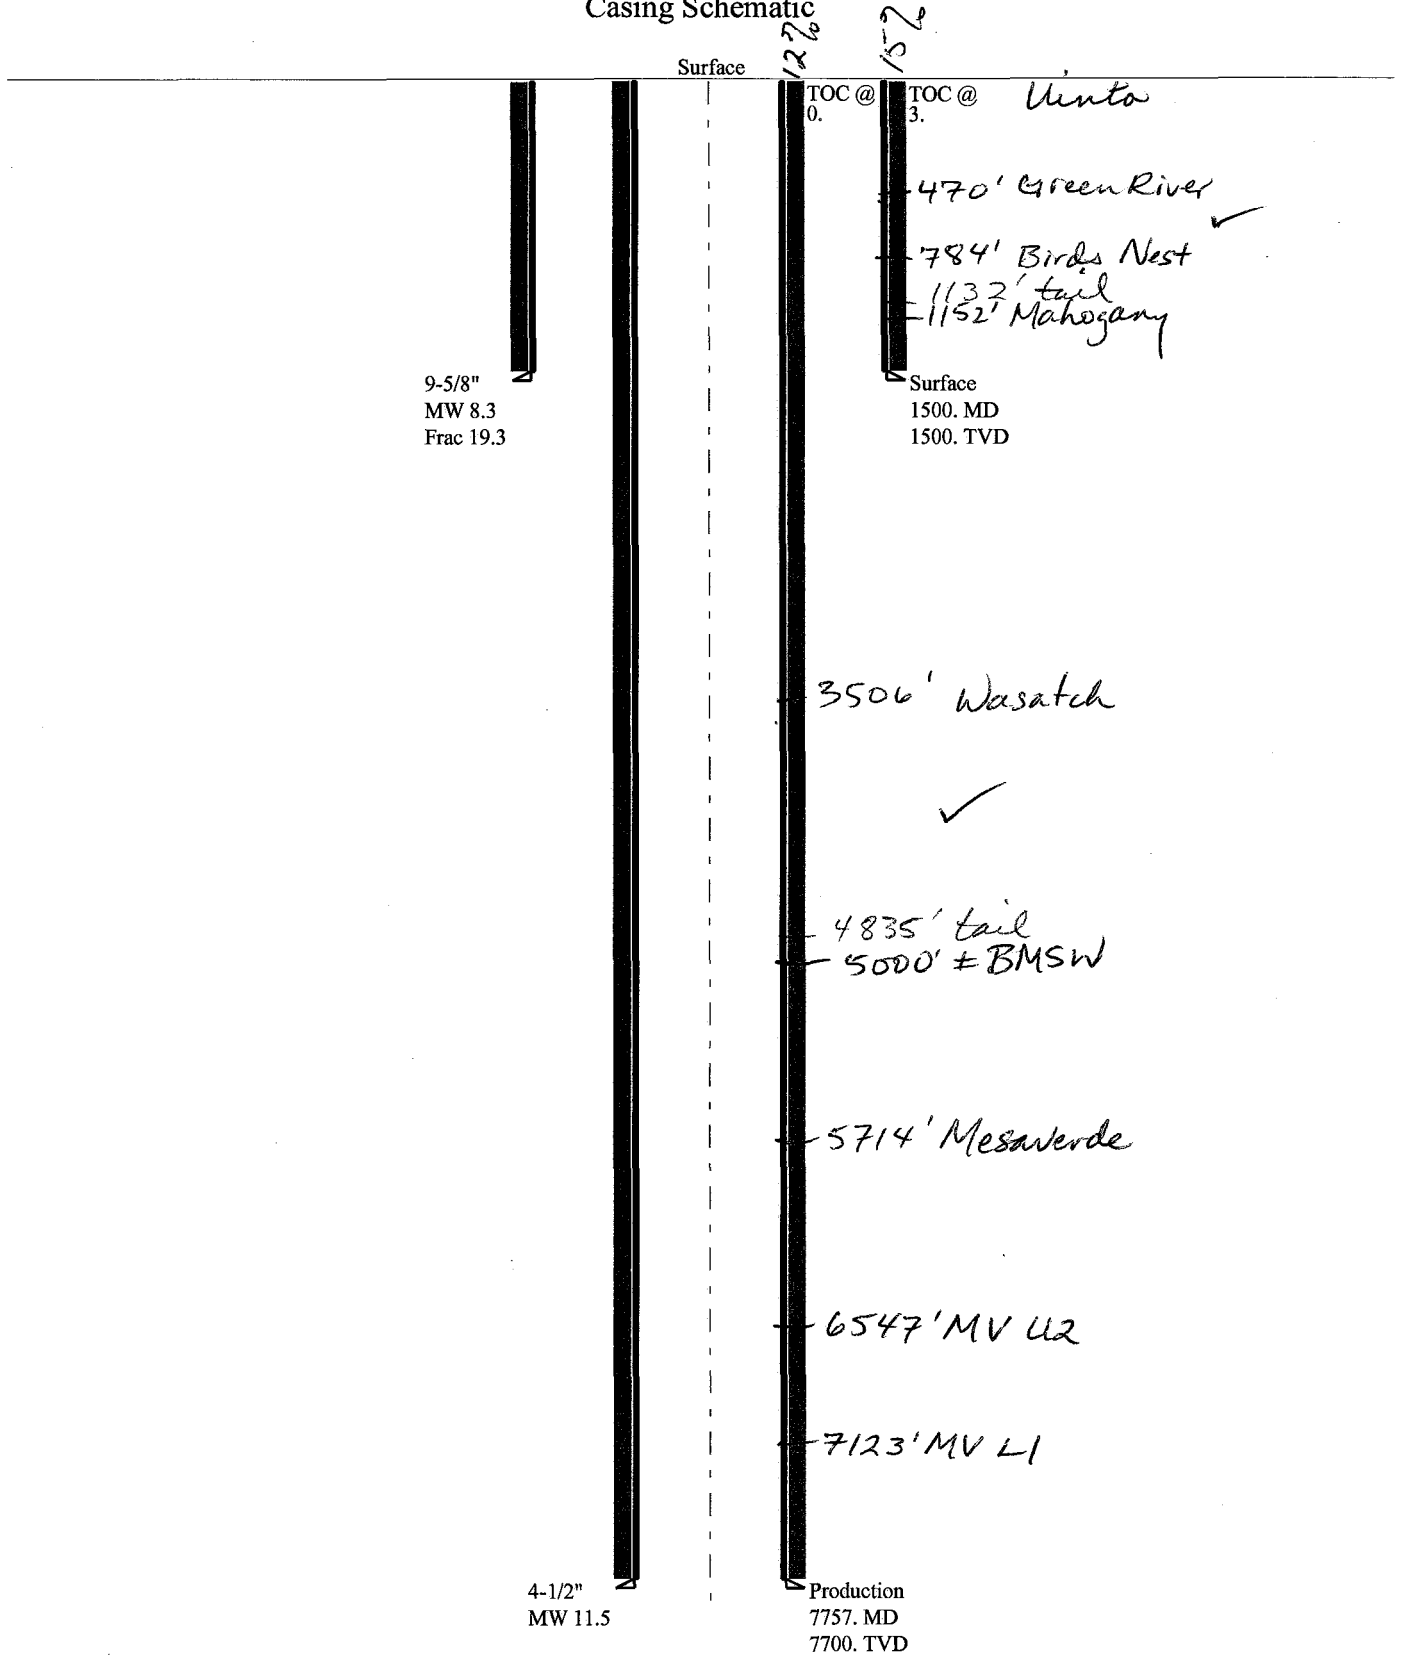 Casing Schematic
12%
15%
Surface
TOC @
0.
TOC @
3.
Uinta
470' Green River
784' Birds Nest
1132' tail
1152' Mahogany
9-5/8"
MW 8.3
Frac 19.3
Surface
1500. MD
1500. TVD
3506' Wasatch
4835' tail
5000' ± BMSW
5714' Mesaverde
6547' MV U2
7123' MV L1
4-1/2"
MW 11.5
Production
7757. MD
7700. TVD